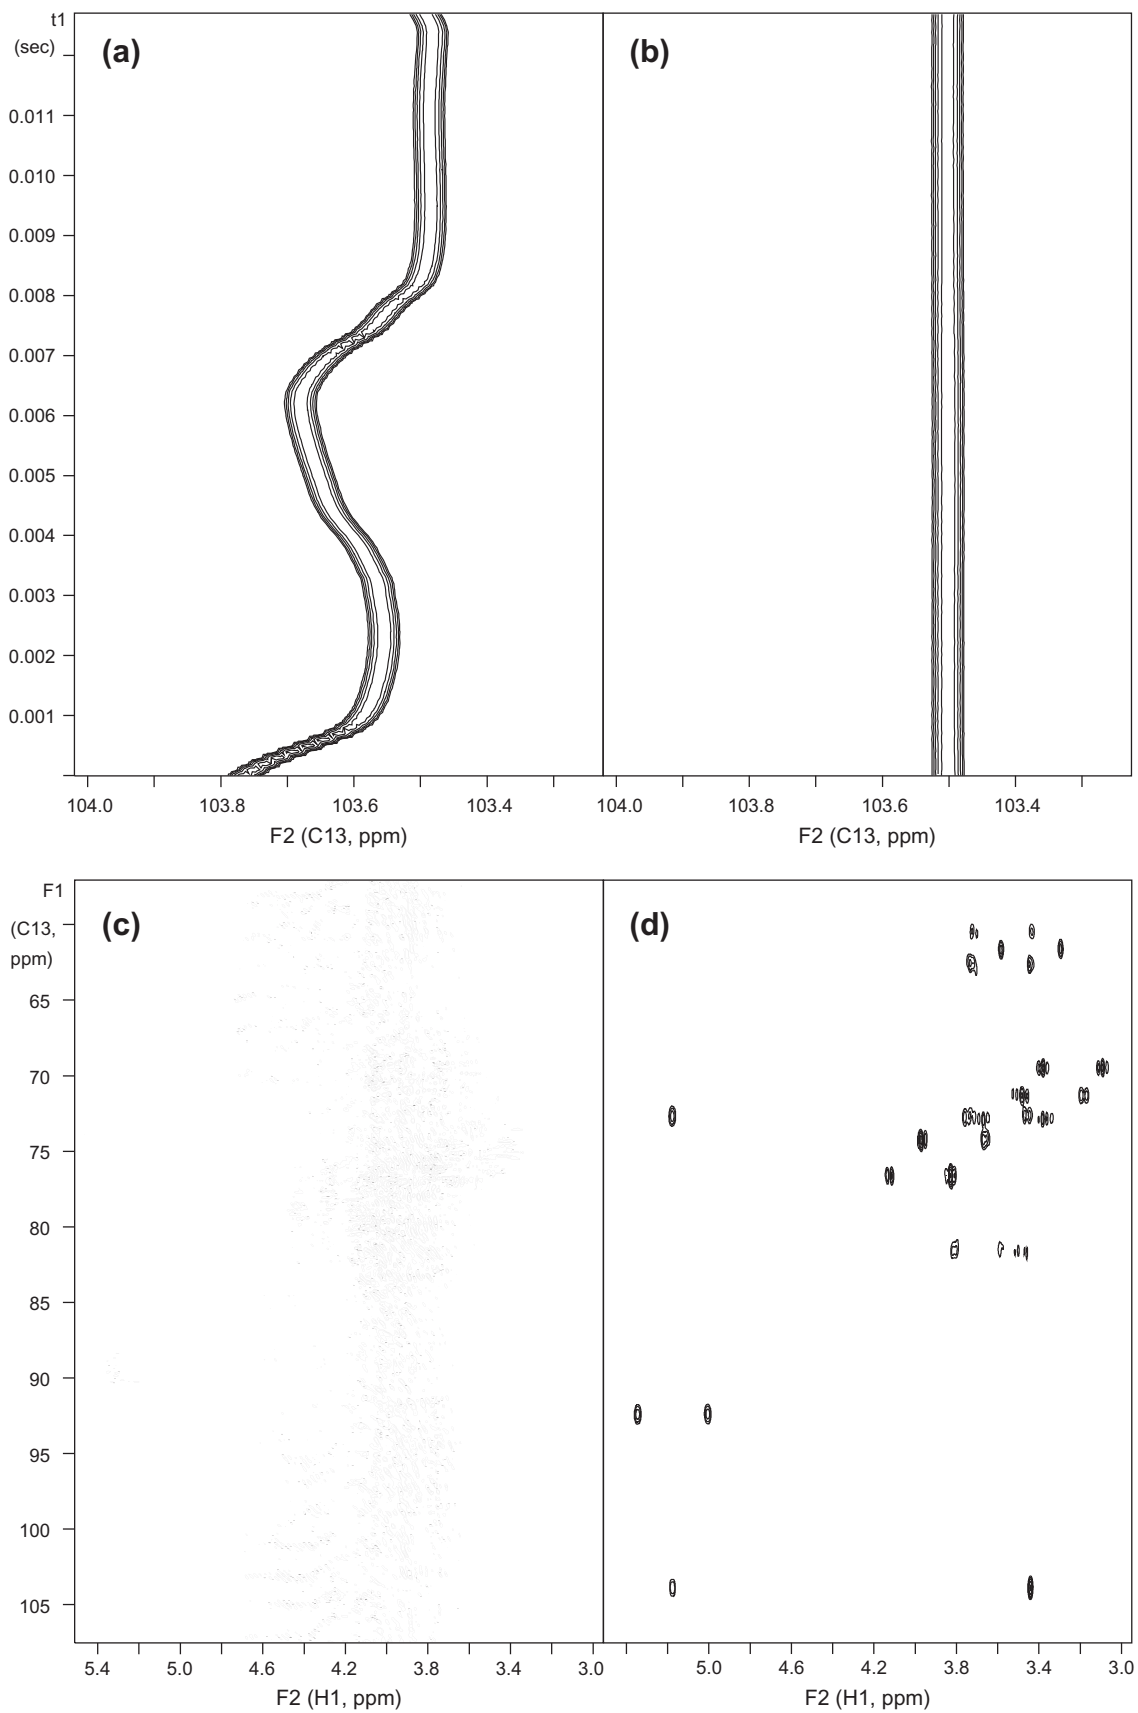 t1
(sec)
(a)
(b)
0.011
0.010
0.009
0.008
0.007
0.006
0.005
0.004
0.003
0.002
0.001
104.0 103.8 103.6 103.4 104.0 103.8 103.6 103.4
F2 (C13, ppm) F2 (C13, ppm)
F1
(C13,
ppm)
(c)
(d)
65
70
75
80
85
90
95
100
105
5.4 5.0 4.6 4.2 3.8 3.4 3.0 5.0 4.6 4.2 3.8 3.4 3.0
F2 (H1, ppm) F2 (H1, ppm)